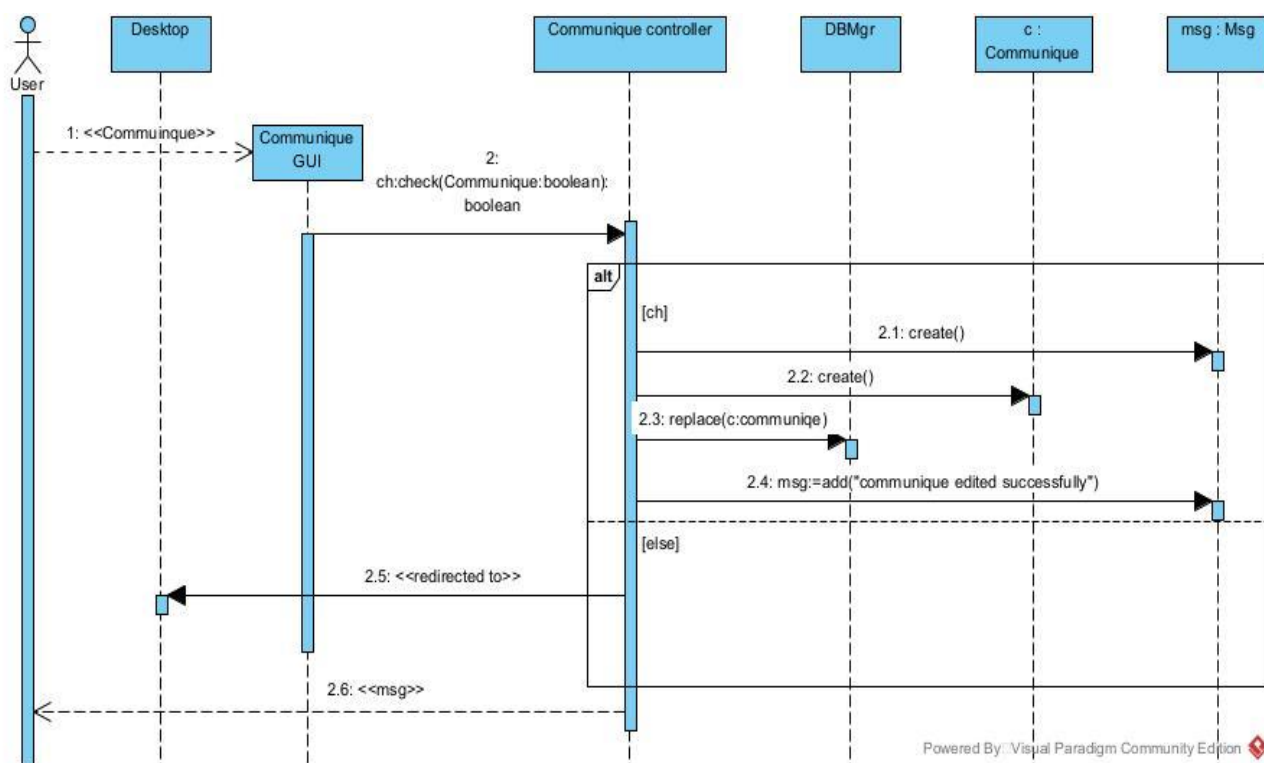 Desktop
Communique controller
DBMgr
c :
Communique
msg : Msg
User
1: <<Commuinque>>
Communique
GUI
2:
ch:check(Communique:boolean):
boolean
alt
[ch]
2.1: create()
2.2: create()
2.3: replace(c:communiqe)
2.4: msg:=add("communique edited successfully")
[else]
2.5: <<redirected to>>
2.6: <<msg>>
Powered By: Visual Paradigm Community Edition